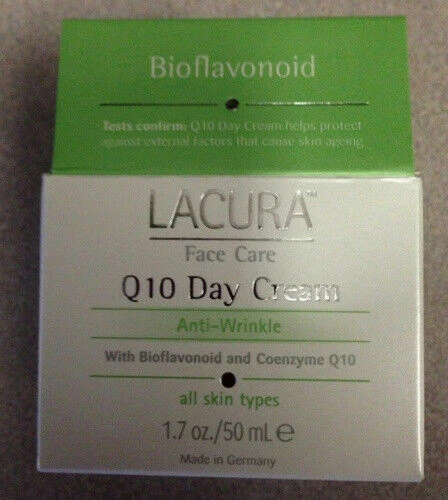 Bioflavonoid
Tests confirm: Q10 Day Cream helps protect
against external factors that cause skin ageing
LACURA™
Face Care
Q10 Day Cream
Anti-Wrinkle
With Bioflavonoid and Coenzyme Q10
all skin types
1.7 oz./50 mL ℮
Made in Germany